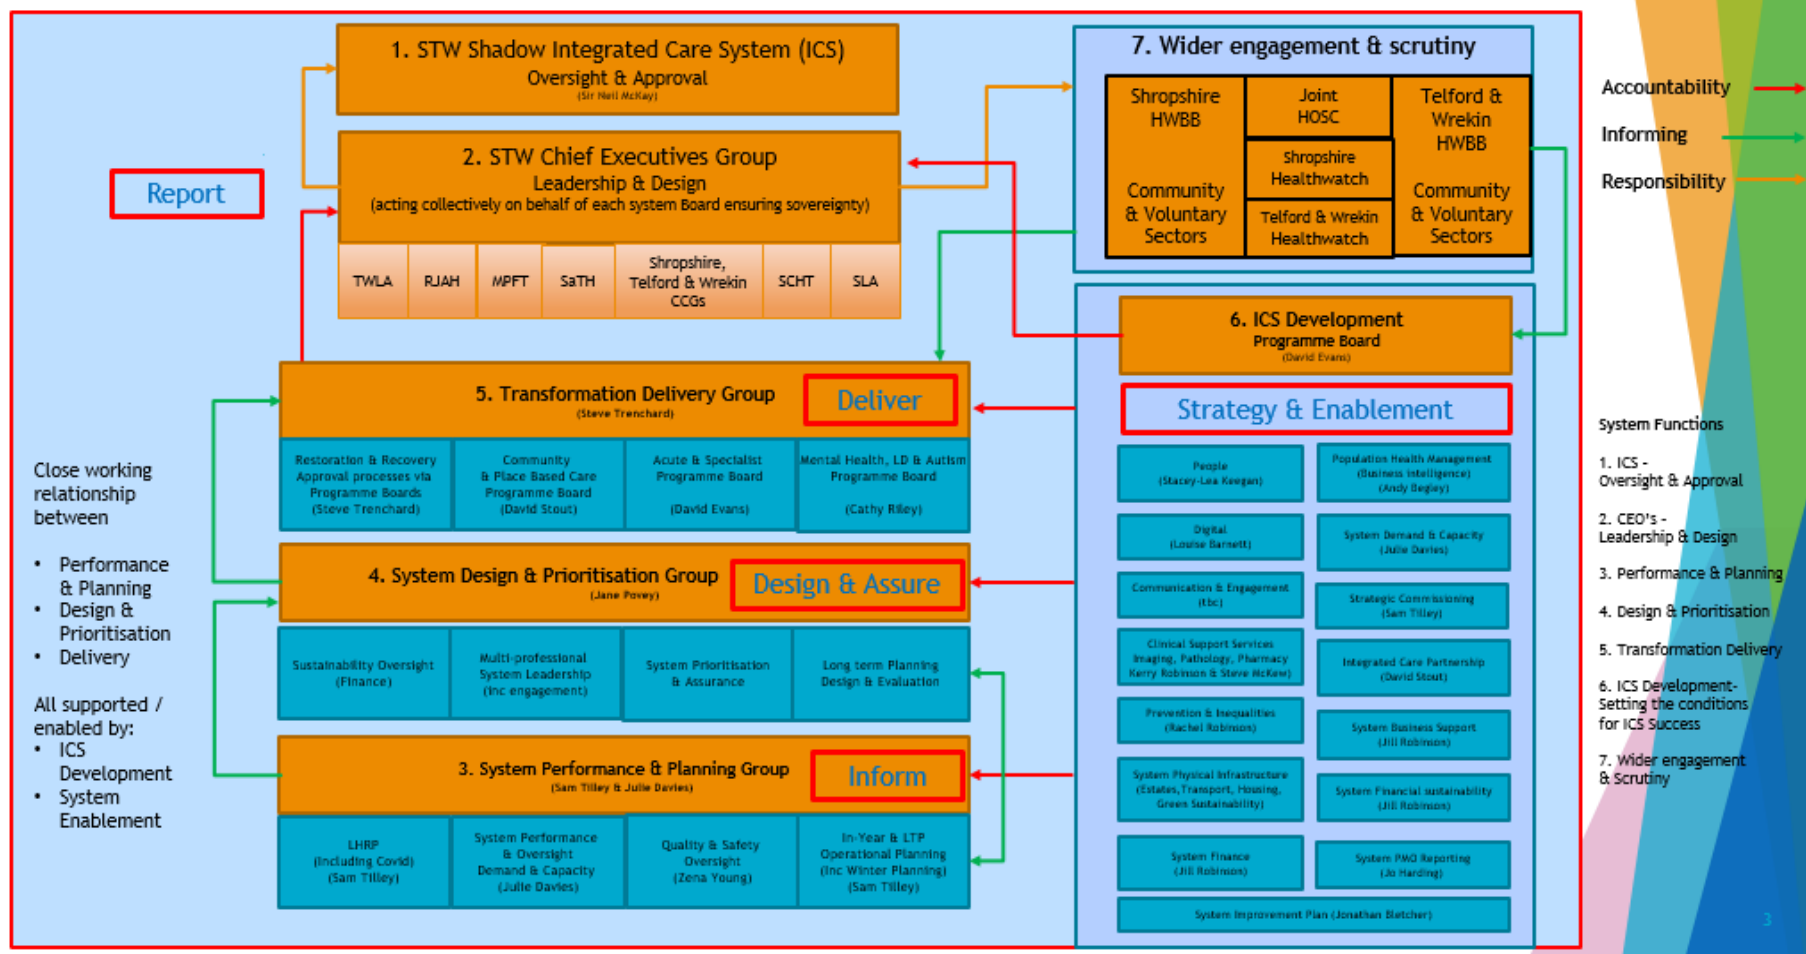 1. STW Shadow Integrated Care System (ICS)
Oversight & Approval
(Sir Neil McKay)
2. STW Chief Executives Group
Leadership & Design
(acting collectively on behalf of each system Board ensuring sovereignty)
TWLA
RJAH
MPFT
SaTH
Shropshire,
Telford & Wrekin
CCGs
SCHT
SLA
Report
7. Wider engagement & scrutiny
Shropshire
HWBB
Community
& Voluntary
Sectors
Joint
HOSC
Shropshire
Healthwatch
Telford & Wrekin
Healthwatch
Telford &
Wrekin
HWBB
Community
& Voluntary
Sectors
Accountability
Informing
Responsibility
5. Transformation Delivery Group
(Steve Trenchard)
Deliver
Restoration & Recovery
Approval processes via
Programme Boards
(Steve Trenchard)
Community
& Place Based Care
Programme Board
(David Stout)
Acute & Specialist
Programme Board
(David Evans)
Mental Health, LD & Autism
Programme Board
(Cathy Riley)
4. System Design & Prioritisation Group
(Jane Povey)
Design & Assure
Sustainability Oversight
(Finance)
Multi-professional
System Leadership
(inc engagement)
System Prioritisation
& Assurance
Long term Planning
Design & Evaluation
3. System Performance & Planning Group
(Sam Tilley & Julie Davies)
Inform
LHRP
(Including Covid)
(Sam Tilley)
System Performance
& Oversight
Demand & Capacity
(Julie Davies)
Quality & Safety
Oversight
(Zena Young)
In-Year & LTP
Operational Planning
(Inc Winter Planning)
(Sam Tilley)
Close working
relationship
between
• Performance
& Planning
• Design &
Prioritisation
• Delivery
All supported /
enabled by:
• ICS
Development
• System
Enablement
6. ICS Development
Programme Board
(David Evans)
Strategy & Enablement
People
(Stacey-Lea Keegan)
Population Health Management
(Business Intelligence)
(Andy Begley)
Digital
(Louise Barnett)
System Demand & Capacity
(Julie Davies)
Communication & Engagement
(tbc)
Strategic Commissioning
(Sam Tilley)
Clinical Support Services
Imaging, Pathology, Pharmacy
Kerry Robinson & Steve McKew)
Integrated Care Partnership
(David Stout)
Prevention & Inequalities
(Rachel Robinson)
System Business Support
(Jill Robinson)
System Physical Infrastructure
(Estates,Transport, Housing,
Green Sustainability)
System Financial sustainability
(Jill Robinson)
System Finance
(Jill Robinson)
System PMO Reporting
(Jo Harding)
System Improvement Plan (Jonathan Bletcher)
System Functions
1. ICS -
Oversight & Approval
2. CEO's -
Leadership & Design
3. Performance & Planning
4. Design & Prioritisation
5. Transformation Delivery
6. ICS Development-
Setting the conditions
for ICS Success
7. Wider engagement
& Scrutiny
3